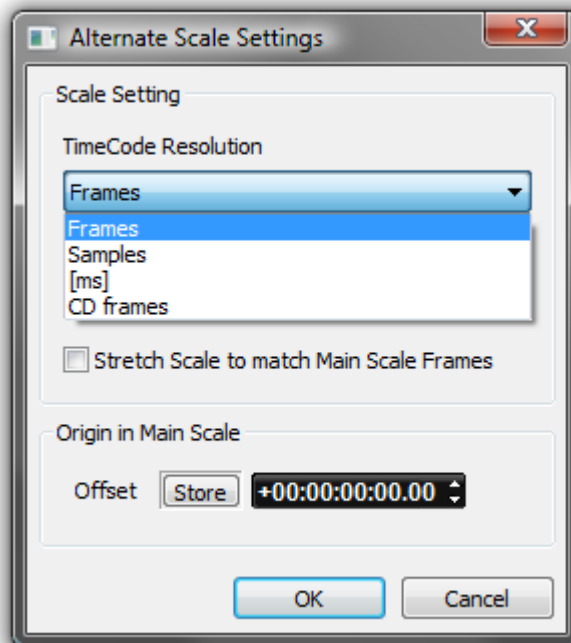 Alternate Scale Settings
Scale Setting
TimeCode Resolution
Frames
Frames
Samples
[ms]
CD frames
Stretch Scale to match Main Scale Frames
Origin in Main Scale
Offset Store +00:00:00:00.00
OK Cancel